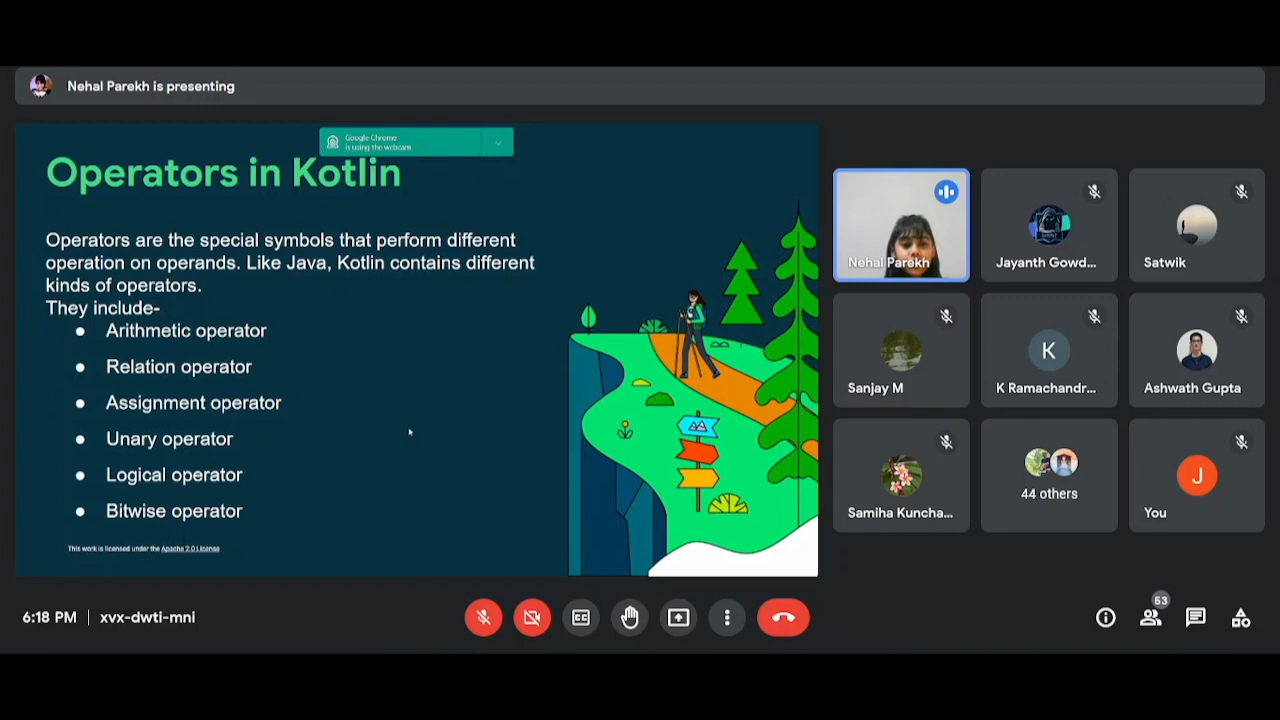 Nehal Parekh is presenting
Google Chrome
is using the webcam
Operators in Kotlin
Operators are the special symbols that perform different
operation on operands. Like Java, Kotlin contains different
kinds of operators.
They include-
● Arithmetic operator
● Relation operator
● Assignment operator
● Unary operator
● Logical operator
● Bitwise operator
This work is licensed under the Apache 2.0 License
Nehal Parekh
Jayanth Gowd...
Satwik
Sanjay M
K
K Ramachandr...
Ashwath Gupta
Samiha Kuncha...
44 others
J
You
6:18 PM | xvx-dwti-mni
CC
53